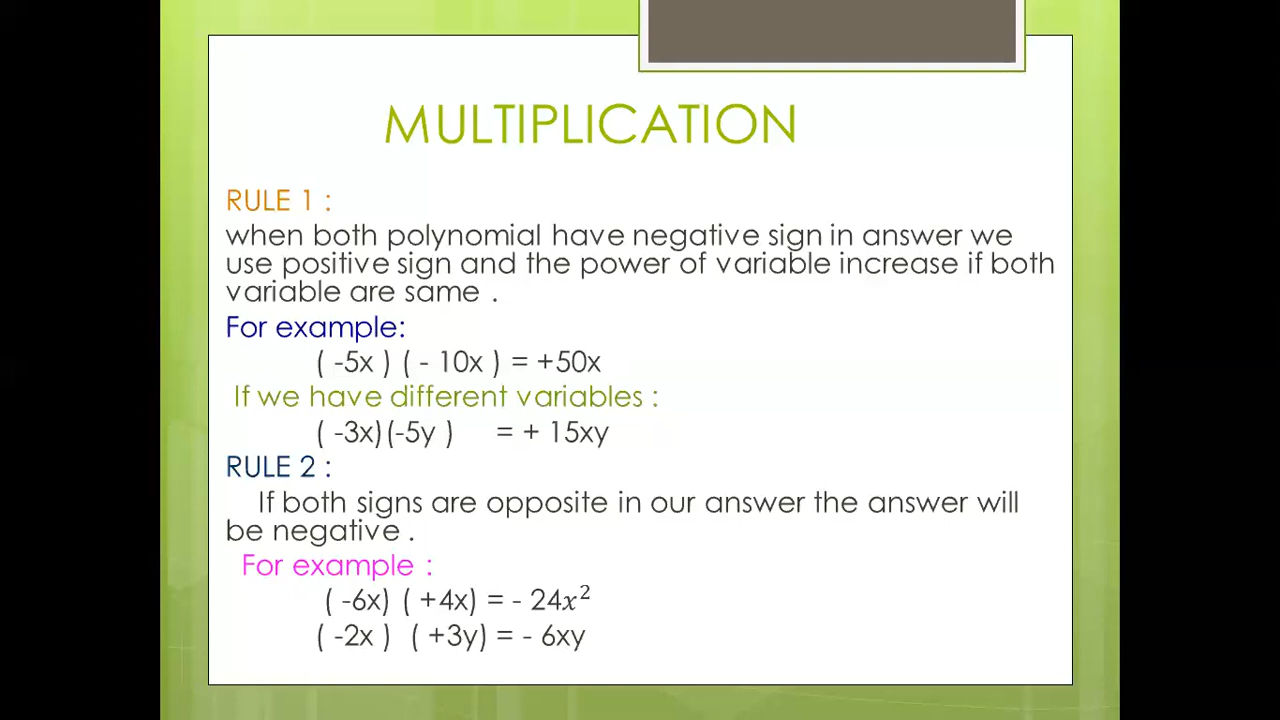 MULTIPLICATION
RULE 1 :
when both polynomial have negative sign in answer we
use positive sign and the power of variable increase if both
variable are same .
For example:
( -5x ) ( - 10x ) = +50x
If we have different variables :
( -3x)(-5y ) = + 15xy
RULE 2 :
If both signs are opposite in our answer the answer will
be negative .
For example :
( -6x) ( +4x) = - 24𝑥²
( -2x ) ( +3y) = - 6xy